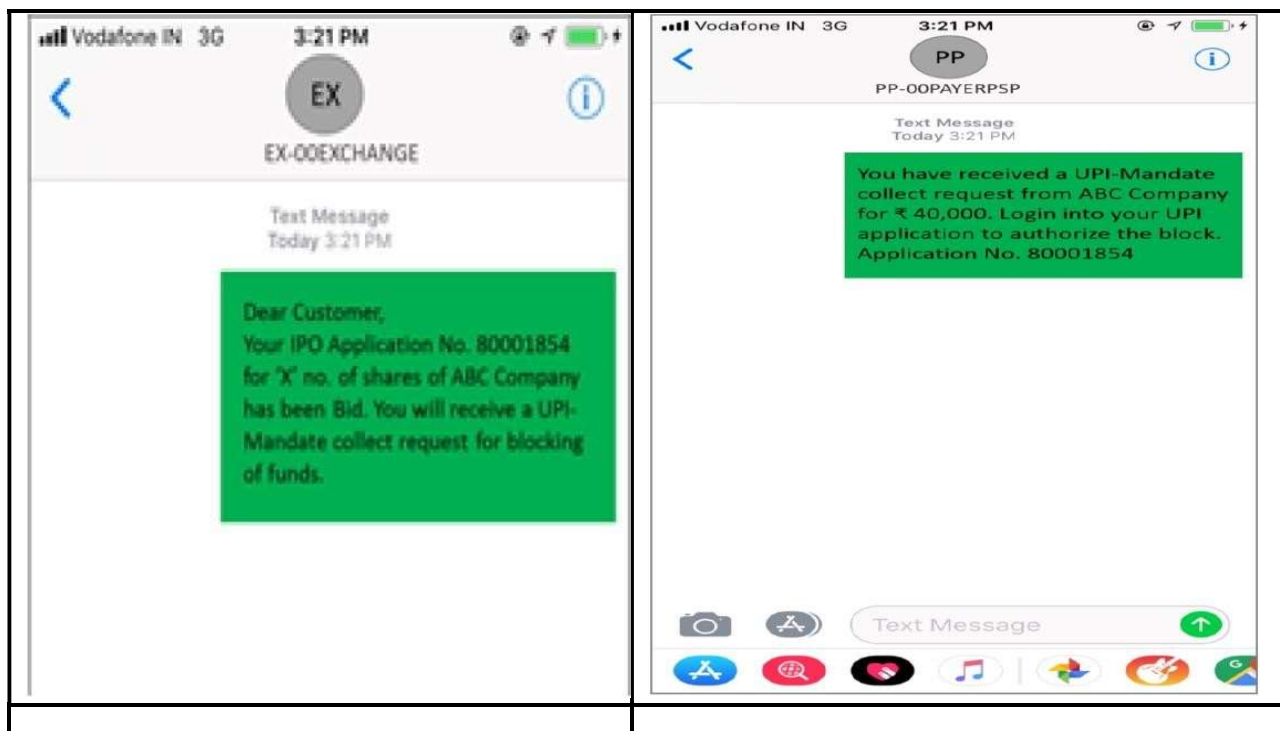 Vodafone IN 3G 3:21 PM
EX
EX-00EXCHANGE
Text Message
Today 3:21 PM
Dear Customer,
Your IPO Application No. 80001854
for 'X' no. of shares of ABC Company
has been Bid. You will receive a UPI-
Mandate collect request for blocking
of funds.
Vodafone IN 3G 3:21 PM
PP
PP-00PAYERPSP
Text Message
Today 3:21 PM
You have received a UPI-Mandate
collect request from ABC Company
for ₹ 40,000. Login into your UPI
application to authorize the block.
Application No. 80001854
Text Message
G